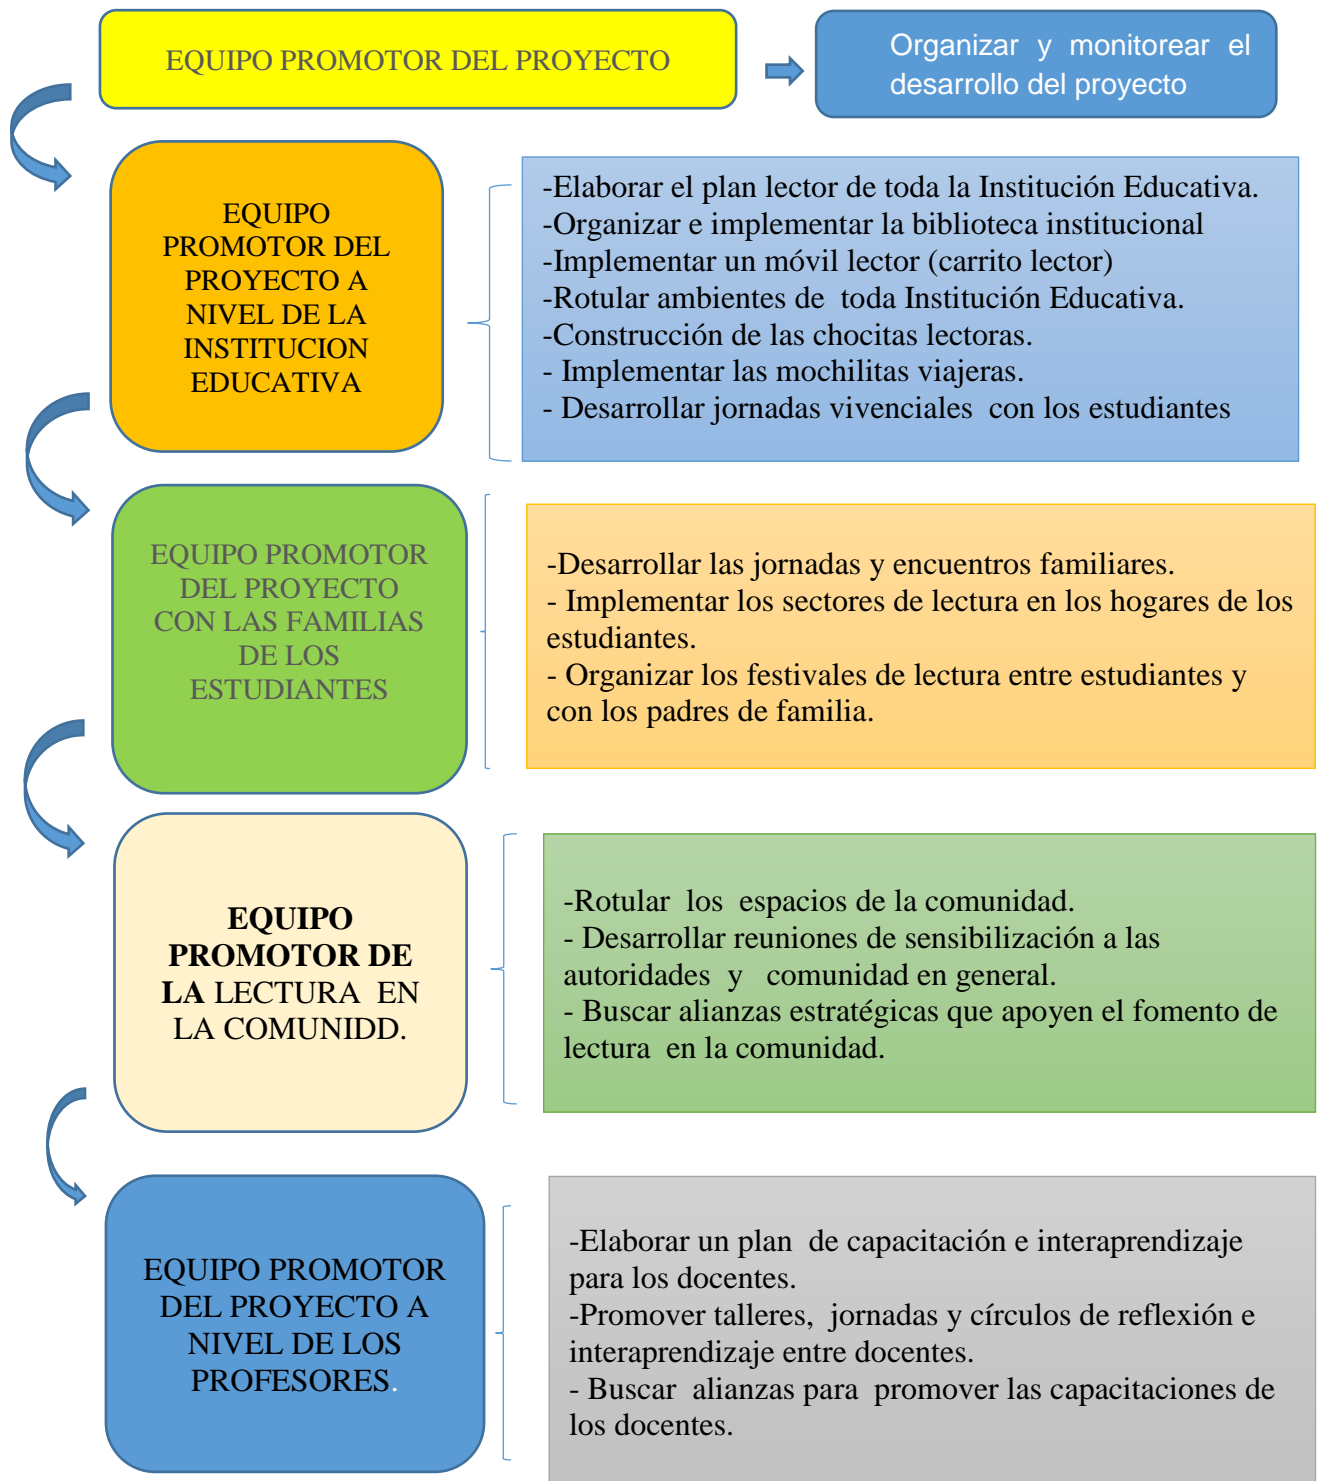 EQUIPO PROMOTOR DEL PROYECTO
Organizar y monitorear el
desarrollo del proyecto
EQUIPO
PROMOTOR DEL
PROYECTO A
NIVEL DE LA
INSTITUCION
EDUCATIVA
-Elaborar el plan lector de toda la Institución Educativa.
-Organizar e implementar la biblioteca institucional
-Implementar un móvil lector (carrito lector)
-Rotular ambientes de toda Institución Educativa.
-Construcción de las chocitas lectoras.
- Implementar las mochilitas viajeras.
- Desarrollar jornadas vivenciales con los estudiantes
EQUIPO PROMOTOR
DEL PROYECTO
CON LAS FAMILIAS
DE LOS
ESTUDIANTES
-Desarrollar las jornadas y encuentros familiares.
- Implementar los sectores de lectura en los hogares de los
estudiantes.
- Organizar los festivales de lectura entre estudiantes y
con los padres de familia.
EQUIPO
PROMOTOR DE
LA LECTURA EN
LA COMUNIDD.
-Rotular los espacios de la comunidad.
- Desarrollar reuniones de sensibilización a las
autoridades y comunidad en general.
- Buscar alianzas estratégicas que apoyen el fomento de
lectura en la comunidad.
EQUIPO PROMOTOR
DEL PROYECTO A
NIVEL DE LOS
PROFESORES.
-Elaborar un plan de capacitación e interaprendizaje
para los docentes.
-Promover talleres, jornadas y círculos de reflexión e
interaprendizaje entre docentes.
- Buscar alianzas para promover las capacitaciones de
los docentes.